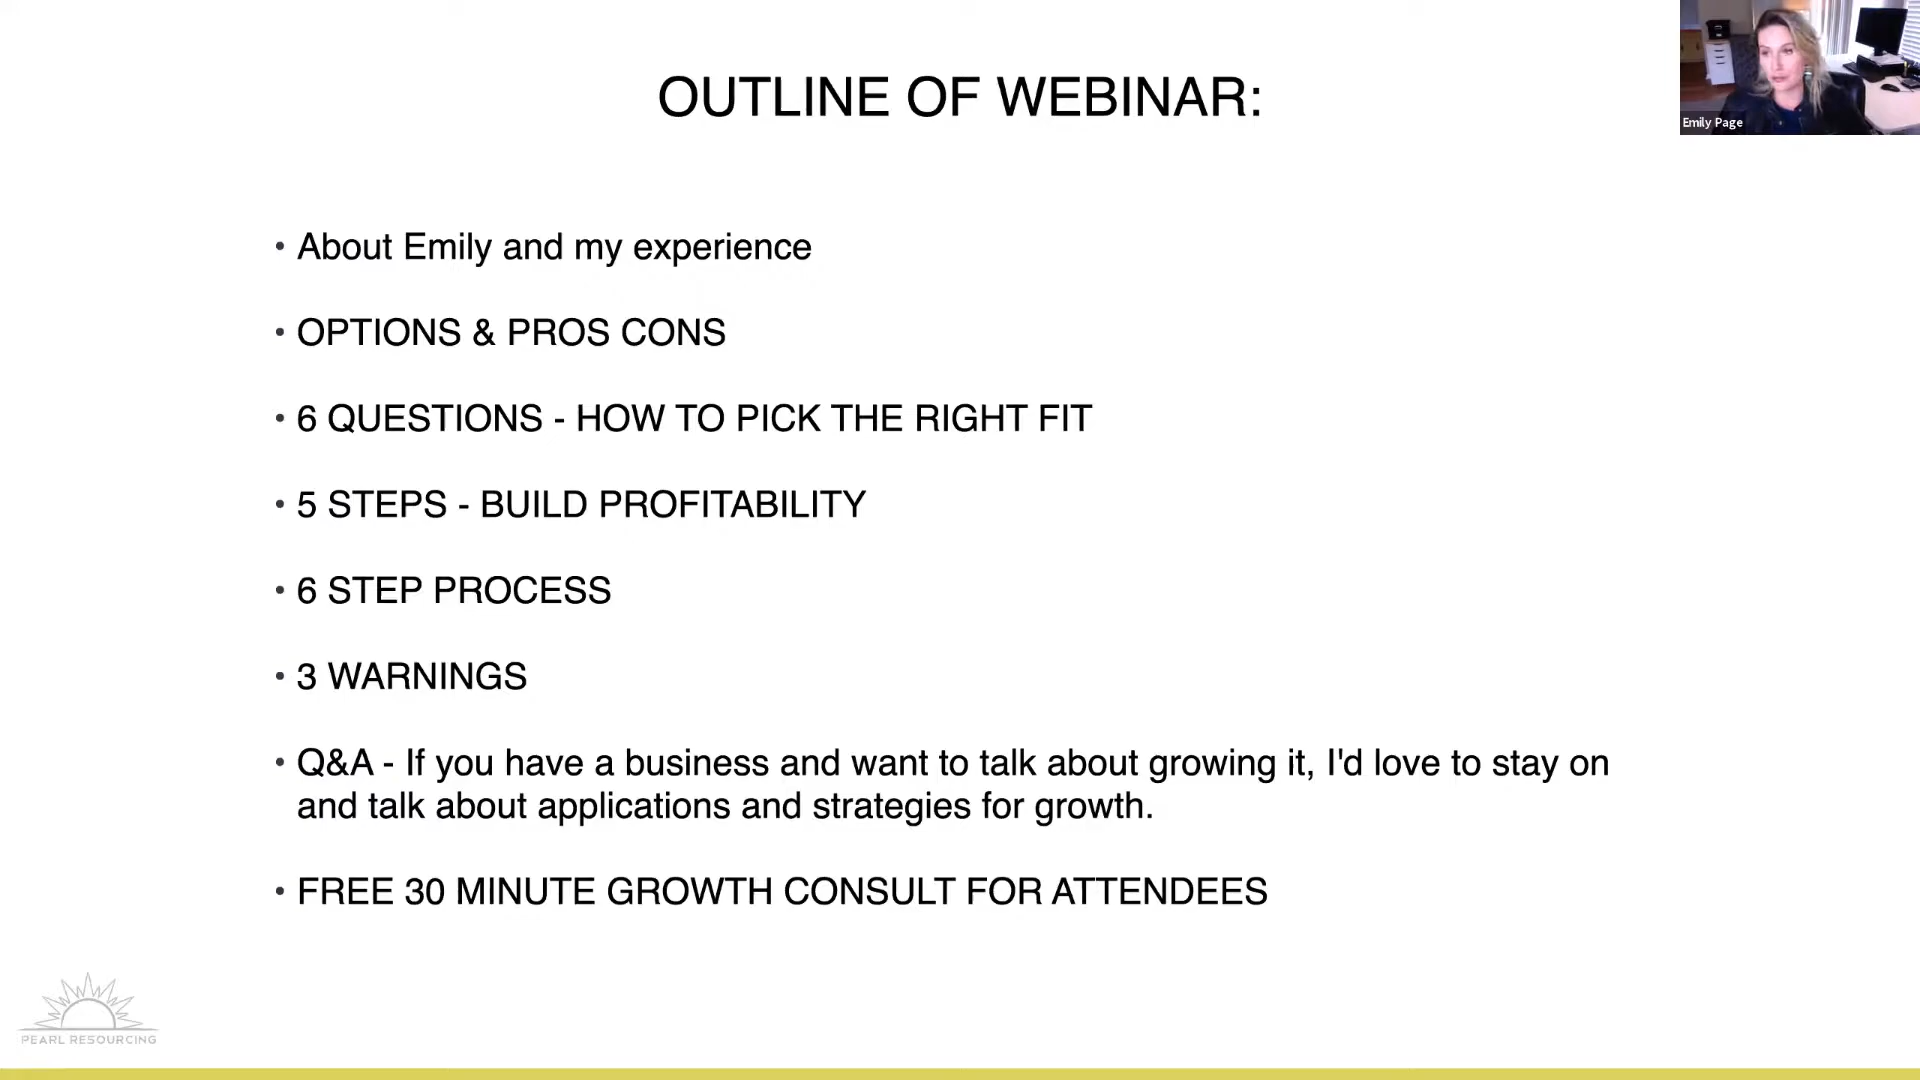 OUTLINE OF WEBINAR:
Emily Page
• About Emily and my experience
• OPTIONS & PROS CONS
• 6 QUESTIONS - HOW TO PICK THE RIGHT FIT
• 5 STEPS - BUILD PROFITABILITY
• 6 STEP PROCESS
• 3 WARNINGS
• Q&A - If you have a business and want to talk about growing it, I'd love to stay on
and talk about applications and strategies for growth.
• FREE 30 MINUTE GROWTH CONSULT FOR ATTENDEES
PEARL RESOURCING